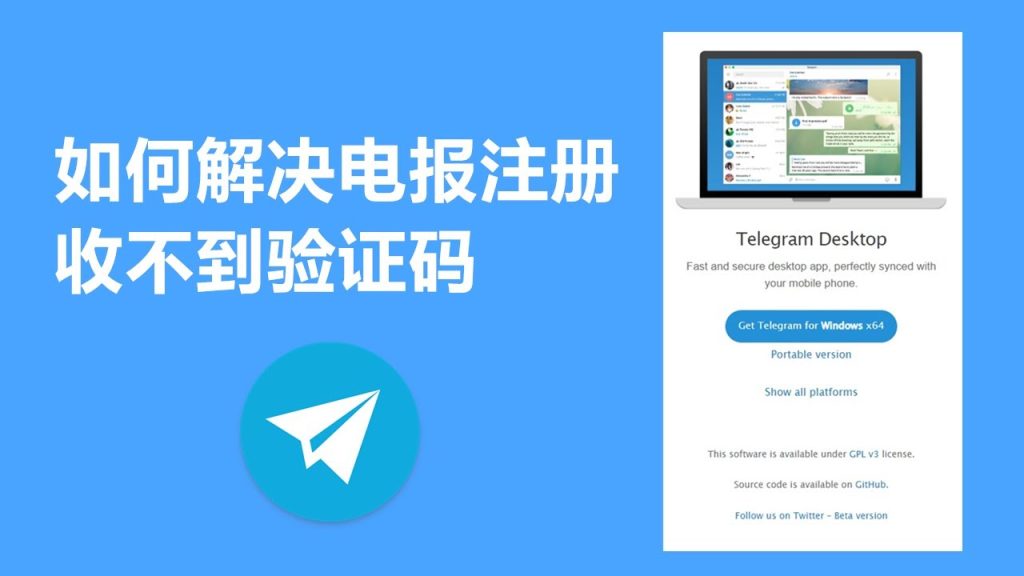 如何解决电报注册
收不到验证码
Telegram Desktop
Fast and secure desktop app, perfectly synced with
your mobile phone.
Get Telegram for Windows x64
Portable version
Show all platforms
This software is available under GPL v3 license.
Source code is available on GitHub.
Follow us on Twitter - Beta version